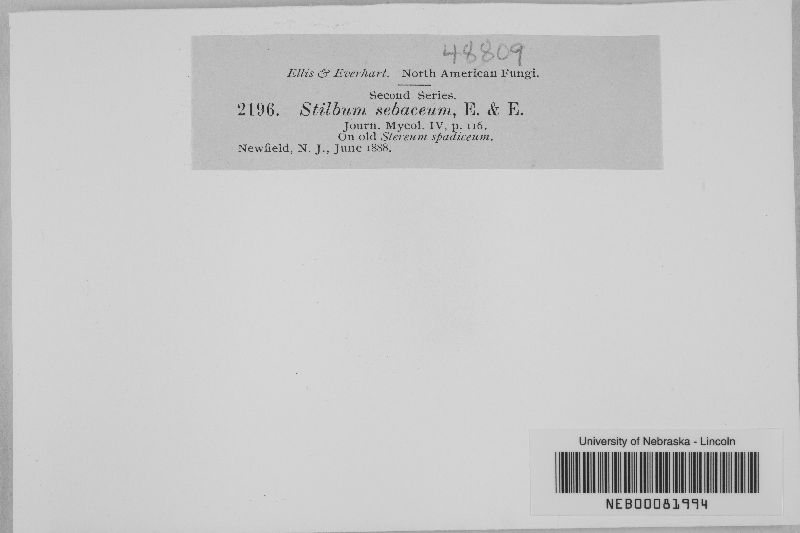 48809
Ellis & Everhart. North American Fungi.
Second Series.
2196. Stilbum sebaceum, E. & E.
Journ. Mycol. IV, p. 116.
On old Stereum spadiceum.
Newfield, N. J., June 1888.
University of Nebraska - Lincoln
NEB00081994